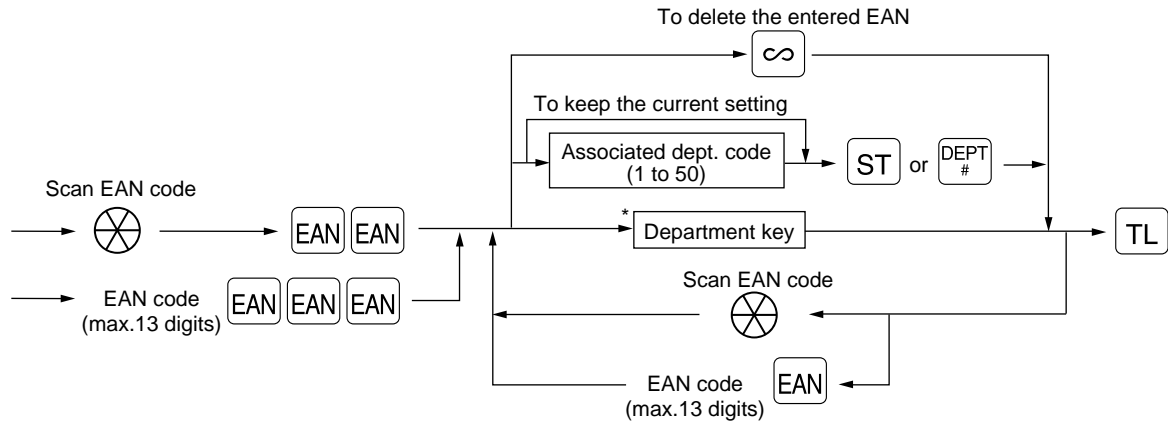 To delete the entered EAN
∽
To keep the current setting
Associated dept. code
(1 to 50)
ST or DEPT
#
Scan EAN code
EAN EAN
* Department key
TL
EAN code
(max.13 digits)
EAN EAN EAN
Scan EAN code
EAN code
(max.13 digits)
EAN